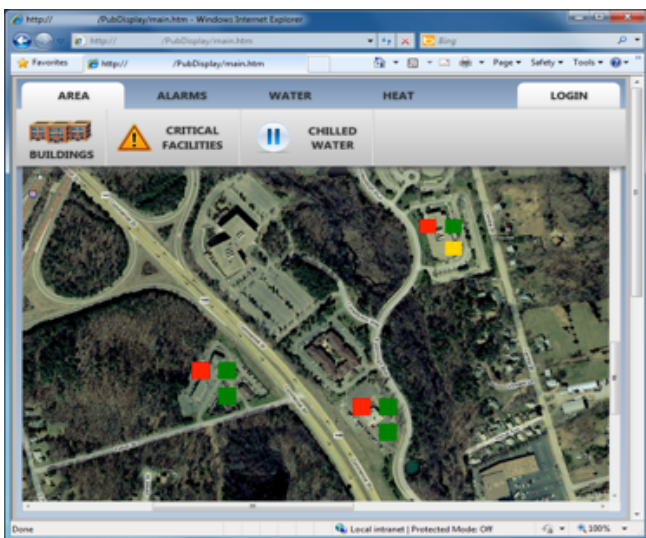 http:// /PubDisplay/main.htm - Windows Internet Explorer
http:// /PubDisplay/main.htm
Bing
Favorites http:// /PubDisplay/main.htm Page Safety Tools
AREA ALARMS WATER HEAT LOGIN
BUILDINGS
CRITICAL
FACILITIES
CHILLED
WATER
Done Local intranet | Protected Mode: Off 100%